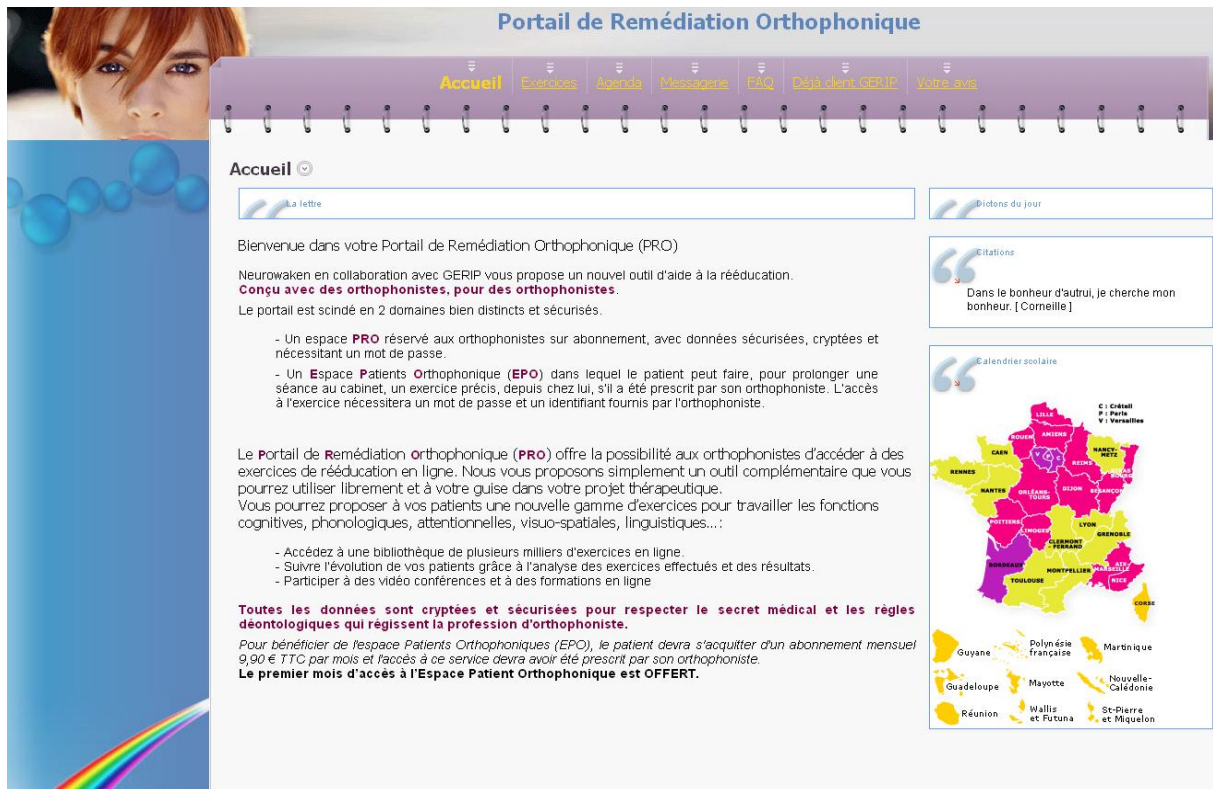 Portail de Remédiation Orthophonique
Accueil Exercices Agenda Messagerie FAQ Déjà client GERIP Votre avis
Accueil
La lettre
Bienvenue dans votre Portail de Remédiation Orthophonique (PRO)
Neurowaken en collaboration avec GERIP vous propose un nouvel outil d'aide à la rééducation.
Conçu avec des orthophonistes, pour des orthophonistes.
Le portail est scindé en 2 domaines bien distincts et sécurisés.
- Un espace PRO réservé aux orthophonistes sur abonnement, avec données sécurisées, cryptées et
nécessitant un mot de passe.
- Un Espace Patients Orthophonique (EPO) dans lequel le patient peut faire, pour prolonger une
séance au cabinet, un exercice précis, depuis chez lui, s'il a été prescrit par son orthophoniste. L'accès
à l'exercice nécessitera un mot de passe et un identifiant fournis par l'orthophoniste.
Le Portail de Remédiation Orthophonique (PRO) offre la possibilité aux orthophonistes d'accéder à des
exercices de rééducation en ligne. Nous vous proposons simplement un outil complémentaire que vous
pourrez utiliser librement et à votre guise dans votre projet thérapeutique.
Vous pourrez proposer à vos patients une nouvelle gamme d'exercices pour travailler les fonctions
cognitives, phonologiques, attentionnelles, visuo-spatiales, linguistiques...:
- Accédez à une bibliothèque de plusieurs milliers d'exercices en ligne.
- Suivre l'évolution de vos patients grâce à l'analyse des exercices effectués et des résultats.
- Participer à des vidéo conférences et à des formations en ligne
Toutes les données sont cryptées et sécurisées pour respecter le secret médical et les règles
déontologiques qui régissent la profession d'orthophoniste.
Pour bénéficier de l'espace Patients Orthophoniques (EPO), le patient devra s'acquitter d'un abonnement mensuel
9,90 € TTC par mois et l'accès à ce service devra avoir été prescrit par son orthophoniste.
Le premier mois d'accès à l'Espace Patient Orthophonique est OFFERT.
Dictons du jour
Citations
Dans le bonheur d'autrui, je cherche mon
bonheur. [ Corneille ]
Calendrier scolaire
C : Créteil
P : Paris
V : Versailles
LILLE
ROUEN AMIENS
CAEN V P C REIMS NANCY-
METZ
STRAS
BOURG
RENNES
NANTES ORLÉANS-
TOURS DIJON BESANÇON
POITIERS LIMOGES LYON
CLERMONT
- FERRAND GRENOBLE
BORDEAUX MONTPELLIER AIX-
MARSEILLE
TOULOUSE NICE
CORSE
Guyane Polynésie
française Martinique
Guadeloupe Mayotte Nouvelle-
Calédonie
Réunion Wallis
et Futuna St-Pierre
et Miquelon